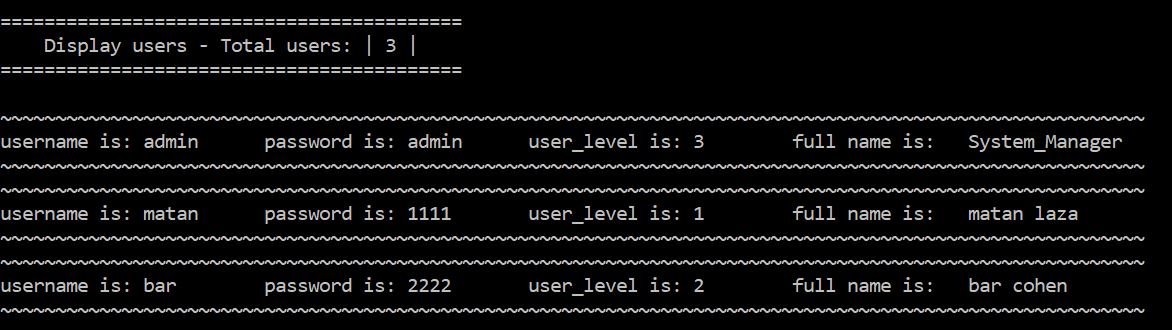 ==========================================
    Display users - Total users: | 3 |
==========================================
~~~~~~~~~~~~~~~~~~~~~~~~~~~~~~~~~~~~~~~~~~~~~~~~~~~~~~~~~~~~~~~~~~~~~~~~~~~~~~~~~~~~~~~~~~~~~~~~~~~~~~~~
username is: admin      password is: admin      user_level is: 3        full name is:   System_Manager
~~~~~~~~~~~~~~~~~~~~~~~~~~~~~~~~~~~~~~~~~~~~~~~~~~~~~~~~~~~~~~~~~~~~~~~~~~~~~~~~~~~~~~~~~~~~~~~~~~~~~~~~
~~~~~~~~~~~~~~~~~~~~~~~~~~~~~~~~~~~~~~~~~~~~~~~~~~~~~~~~~~~~~~~~~~~~~~~~~~~~~~~~~~~~~~~~~~~~~~~~~~~~~~~~
username is: matan      password is: 1111       user_level is: 1        full name is:   matan laza
~~~~~~~~~~~~~~~~~~~~~~~~~~~~~~~~~~~~~~~~~~~~~~~~~~~~~~~~~~~~~~~~~~~~~~~~~~~~~~~~~~~~~~~~~~~~~~~~~~~~~~~~
~~~~~~~~~~~~~~~~~~~~~~~~~~~~~~~~~~~~~~~~~~~~~~~~~~~~~~~~~~~~~~~~~~~~~~~~~~~~~~~~~~~~~~~~~~~~~~~~~~~~~~~~
username is: bar        password is: 2222       user_level is: 2        full name is:   bar cohen
~~~~~~~~~~~~~~~~~~~~~~~~~~~~~~~~~~~~~~~~~~~~~~~~~~~~~~~~~~~~~~~~~~~~~~~~~~~~~~~~~~~~~~~~~~~~~~~~~~~~~~~~